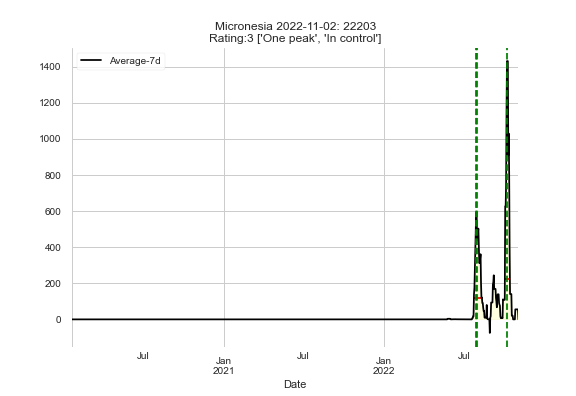 Micronesia 2022-11-02: 22203
Rating:3 ['One peak', 'In control']
Average-7d
1400
1200
1000
800
600
400
200
0
Jul
Jan
2021
Jul
Jan
2022
Jul
Date